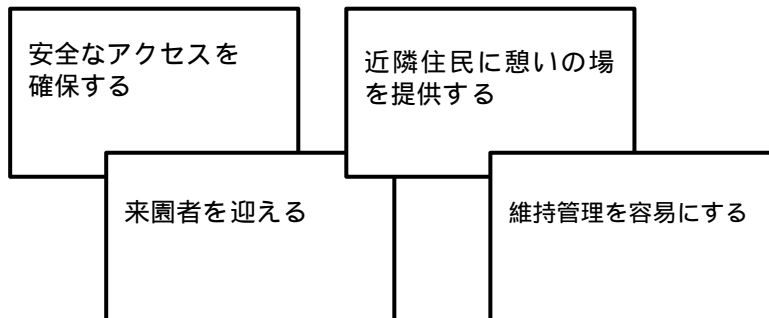 安全なアクセスを
確保する
近隣住民に憩いの場
を提供する
来園者を迎える
維持管理を容易にする